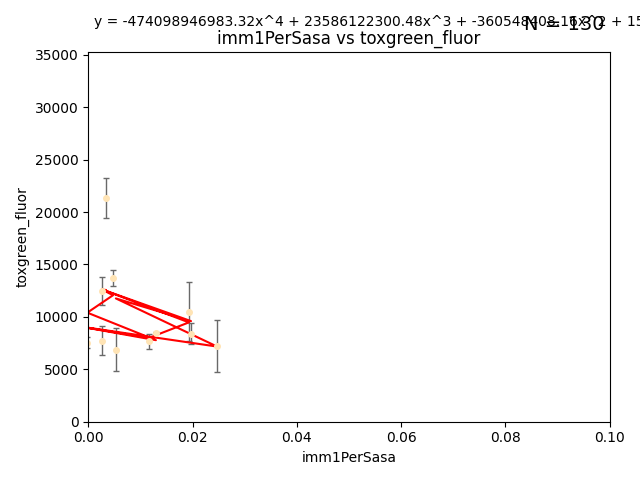 y = -474098946983.32x^4 + 23586122300.48x^3 + -360548408.16x^2 + 15
N = 130
imm1PerSasa vs toxgreen_fluor
35000
30000
25000
20000
15000
10000
5000
0
toxgreen_fluor
0.00 0.02 0.04 0.06 0.08 0.10
imm1PerSasa